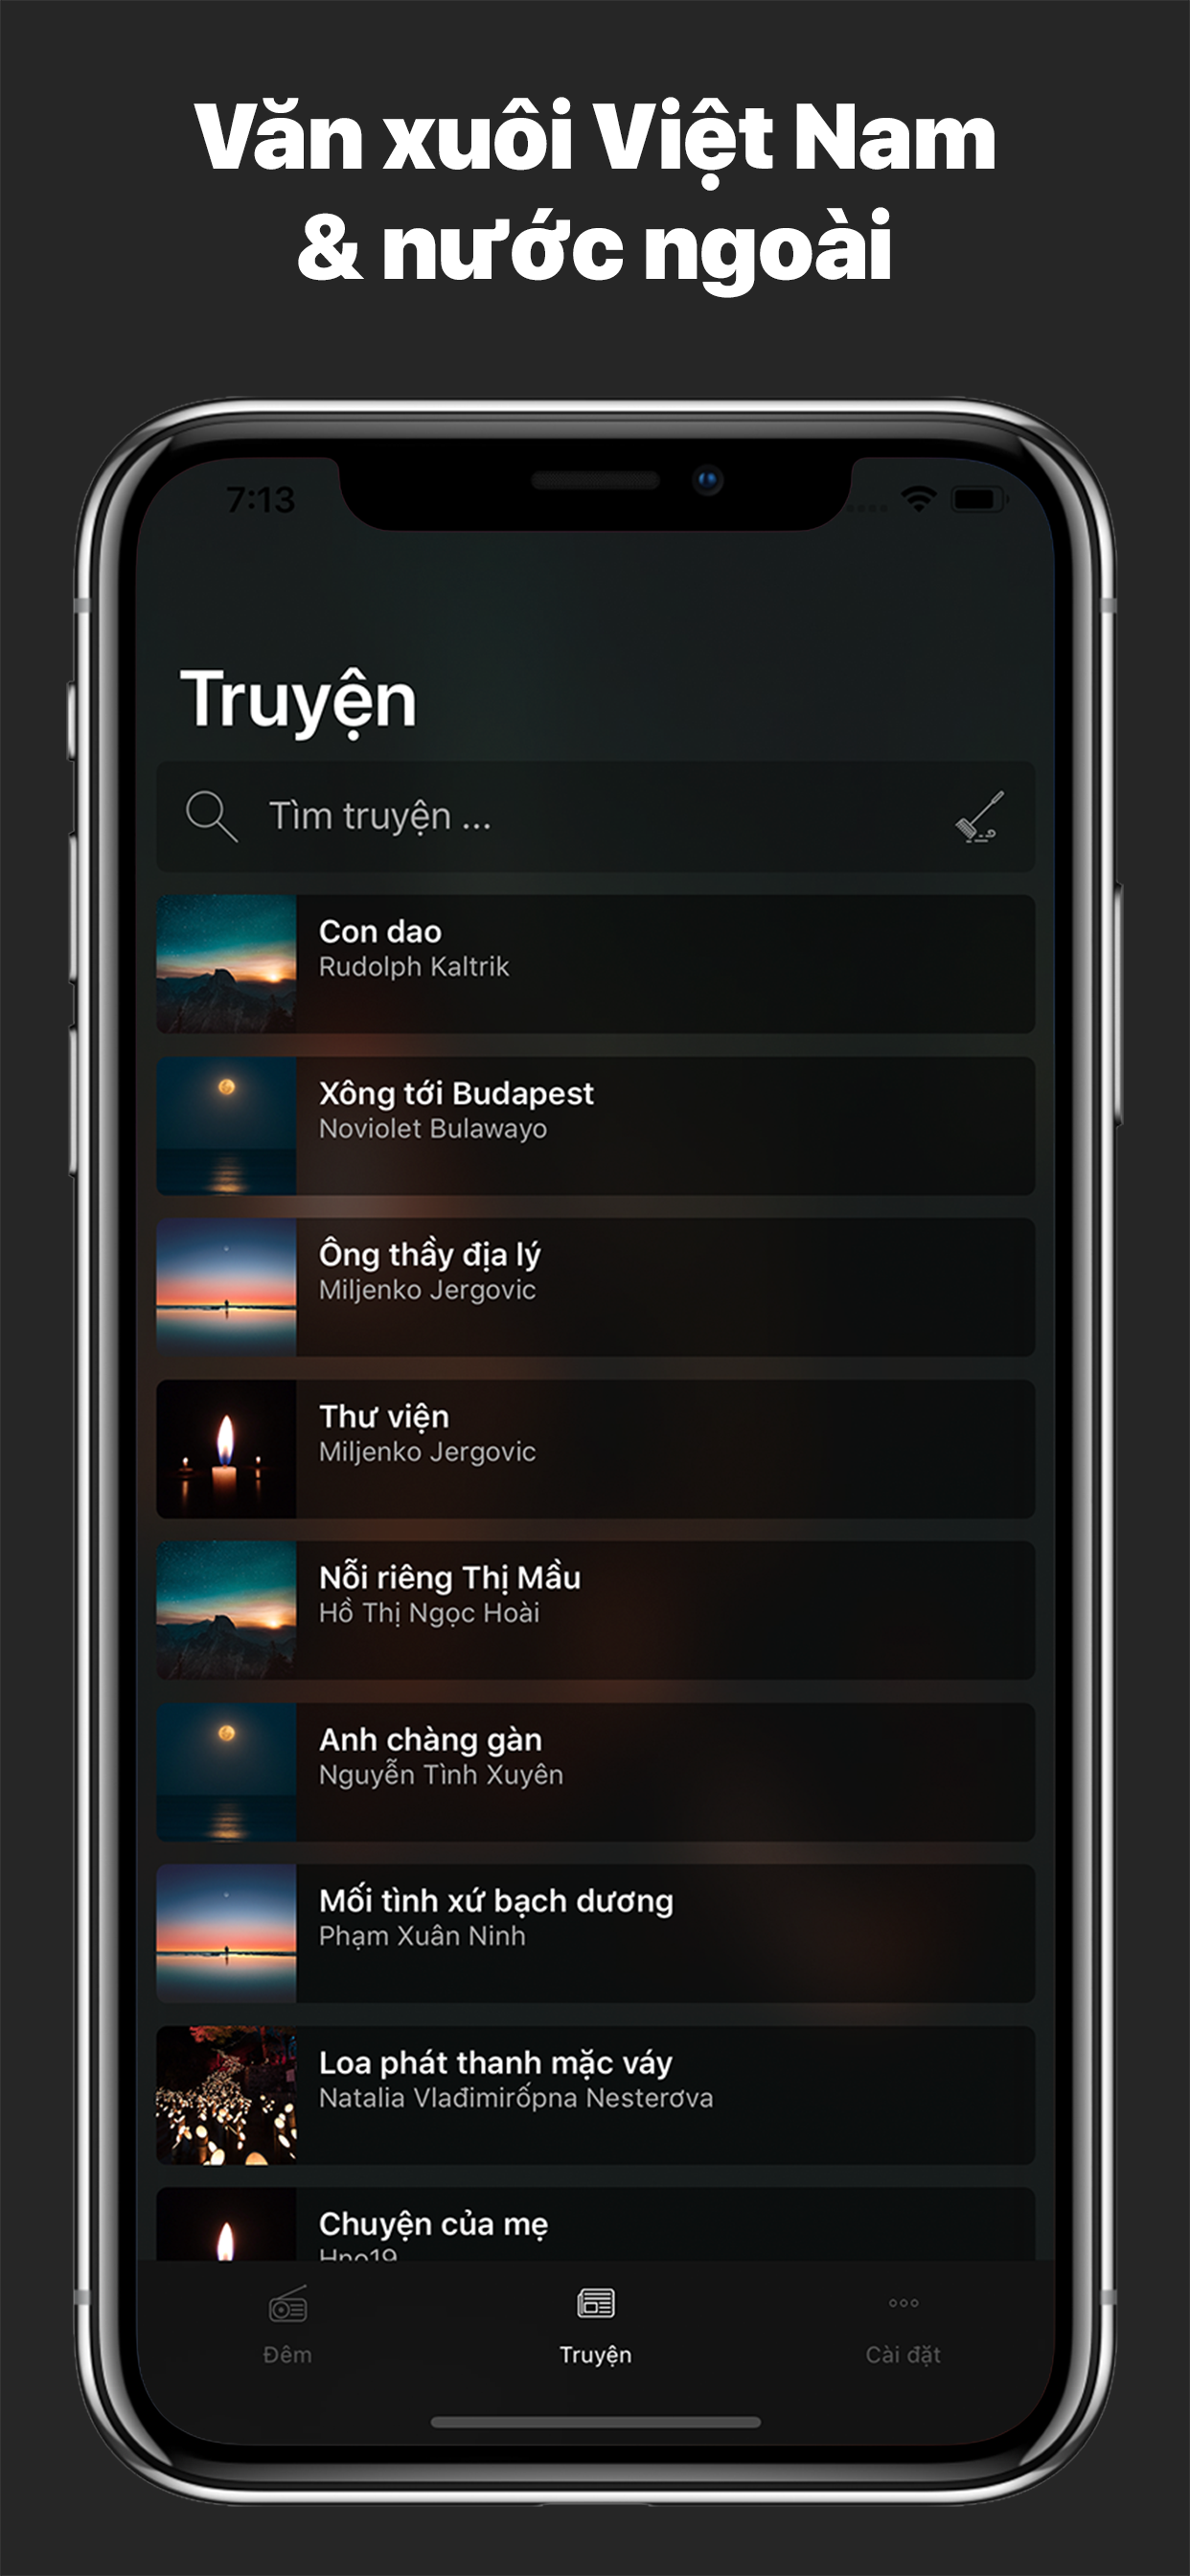 Văn xuôi Việt Nam
& nước ngoài
7:13
Truyện
Tìm truyện ...
Con dao
Rudolph Kaltrik
Xông tới Budapest
Noviolet Bulawayo
Ông thầy địa lý
Miljenko Jergovic
Thư viện
Miljenko Jergovic
Nỗi riêng Thị Mầu
Hồ Thị Ngọc Hoài
Anh chàng gàn
Nguyễn Tình Xuyên
Mối tình xứ bạch dương
Phạm Xuân Ninh
Loa phát thanh mặc váy
Natalia Vlađimirốpna Nesterơva
Chuyện của mẹ
Đêm
Truyện
Cài đặt